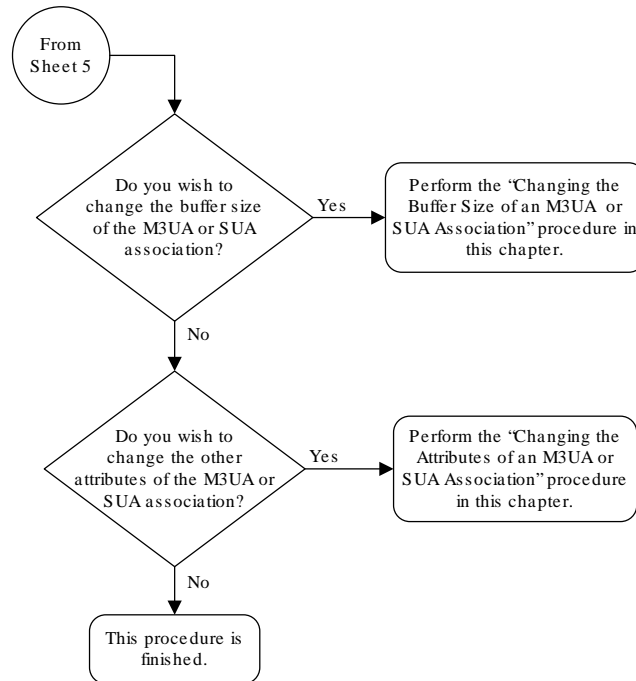 From
Sheet 5
Do you wish to
change the buffer size
of the M3UA or SUA
association?
Yes
Perform the “Changing the
Buffer Size of an M3UA or
SUA Association” procedure in
this chapter.
No
Do you wish to
change the other
attributes of the M3UA or
SUA association?
Yes
Perform the “Changing the
Attributes of an M3UA or
SUA Association” procedure
in this chapter.
No
This procedure is
finished.